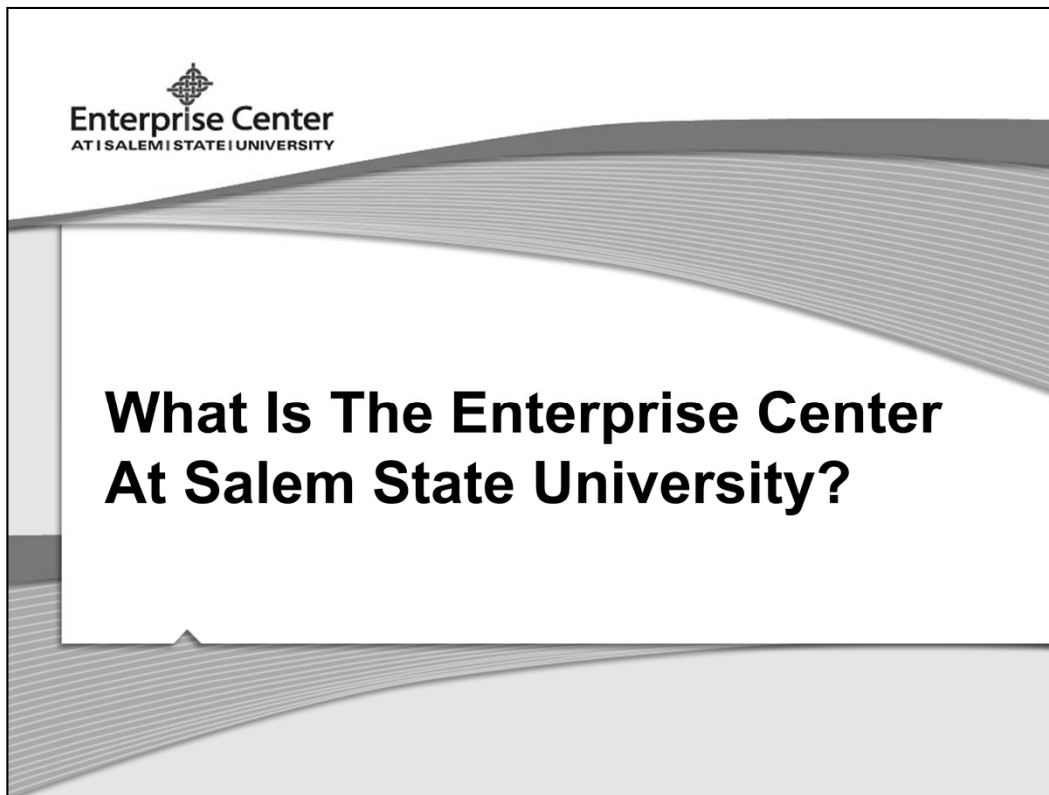 Enterprise Center
AT|SALEM|STATE|UNIVERSITY
What Is The Enterprise Center
At Salem State University?